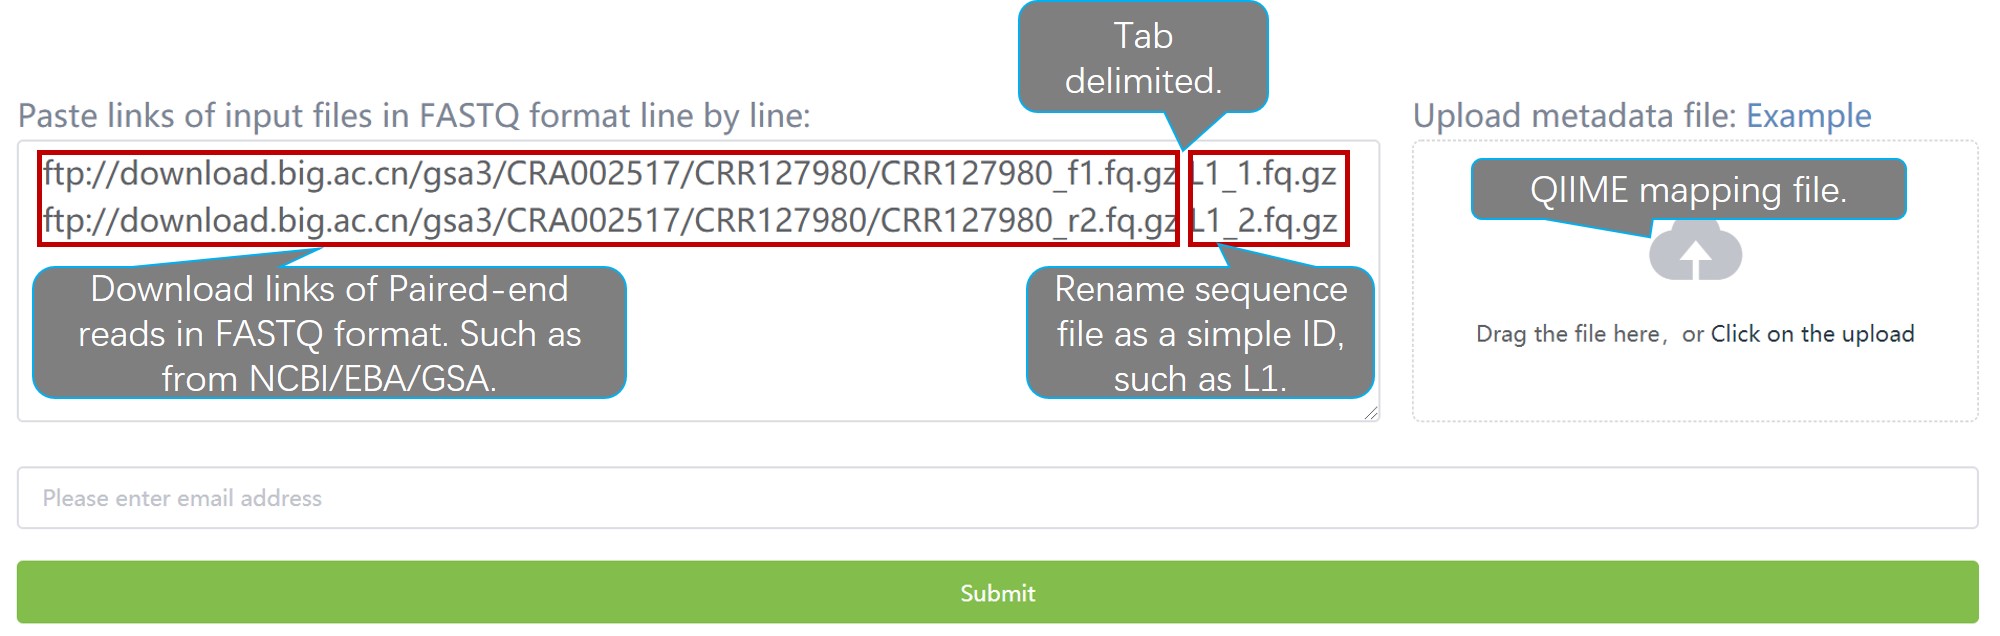 Tab
delimited.
Paste links of input files in FASTQ format line by line:
Upload metadata file: Example
ftp://download.big.ac.cn/gsa3/CRA002517/CRR127980/CRR127980_f1.fq.gz L1_1.fq.gz
ftp://download.big.ac.cn/gsa3/CRA002517/CRR127980/CRR127980_r2.fq.gz L1_2.fq.gz
QIIME mapping file.
Download links of Paired-end
reads in FASTQ format. Such as
from NCBI/EBA/GSA.
Rename sequence
file as a simple ID,
such as L1.
Drag the file here，or Click on the upload
Please enter email address
Submit